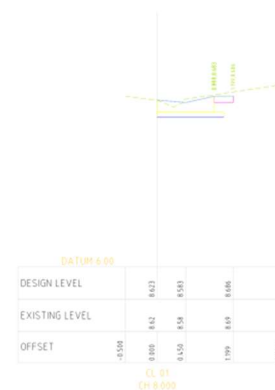 DATUM 6.00
DESIGN LEVEL 8.623 8.583 8.686
EXISTING LEVEL 8.62 8.58 8.69
OFFSET -0.508 0.000 0.450 1.199
CL 01
CH 8.000